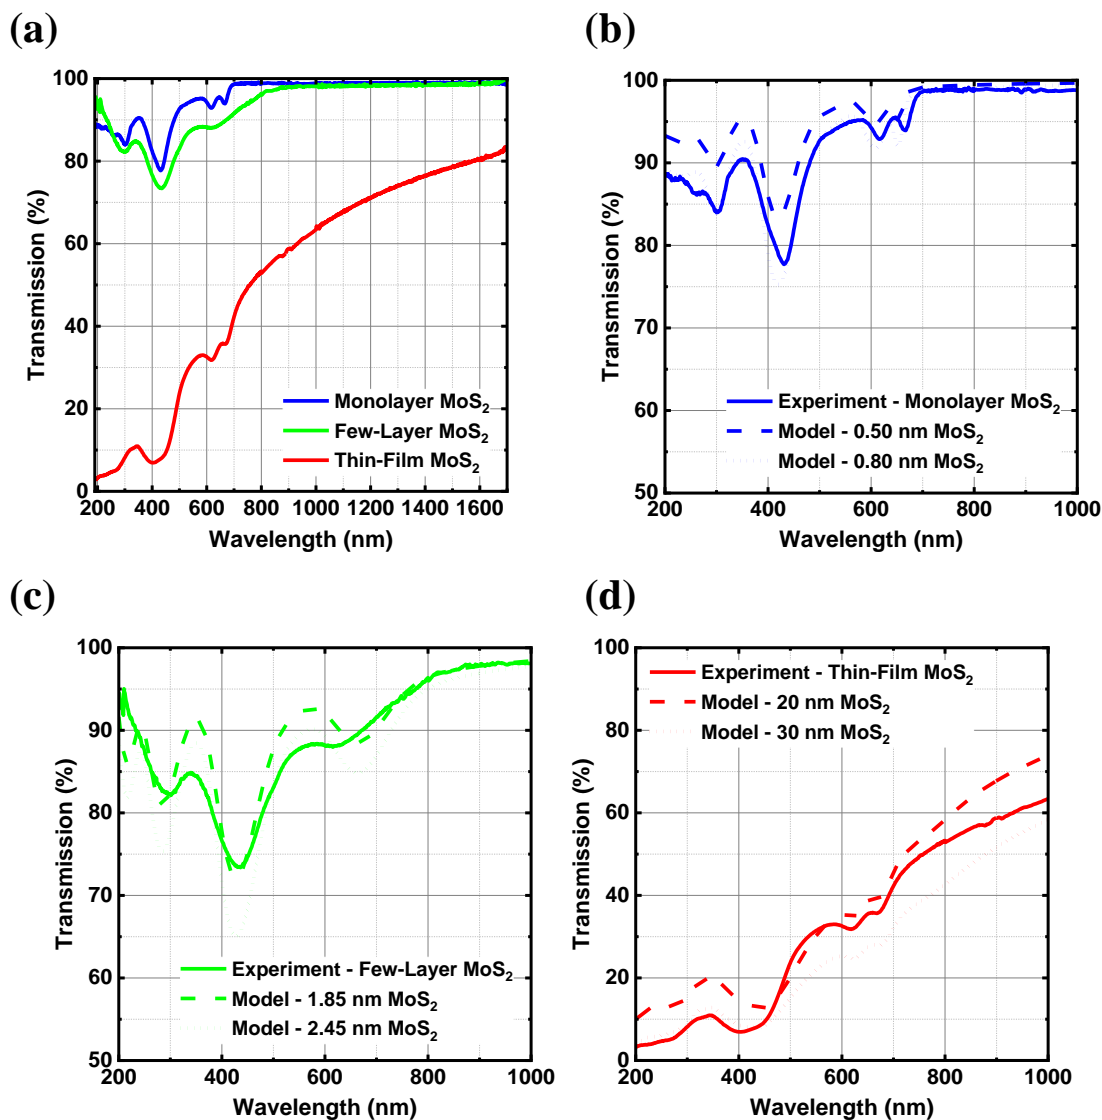 (a)
100
80
60
40
20
0
200 400 600 800 1000 1200 1400 1600
Transmission (%)
Wavelength (nm)
Monolayer MoS₂
Few-Layer MoS₂
Thin-Film MoS₂
(b)
100
90
80
70
60
50
200 400 600 800 1000
Transmission (%)
Wavelength (nm)
Experiment - Monolayer MoS₂
Model - 0.50 nm MoS₂
Model - 0.80 nm MoS₂
(c)
100
90
80
70
60
50
200 400 600 800 1000
Transmission (%)
Wavelength (nm)
Experiment - Few-Layer MoS₂
Model - 1.85 nm MoS₂
Model - 2.45 nm MoS₂
(d)
100
80
60
40
20
0
200 400 600 800 1000
Transmission (%)
Wavelength (nm)
Experiment - Thin-Film MoS₂
Model - 20 nm MoS₂
Model - 30 nm MoS₂